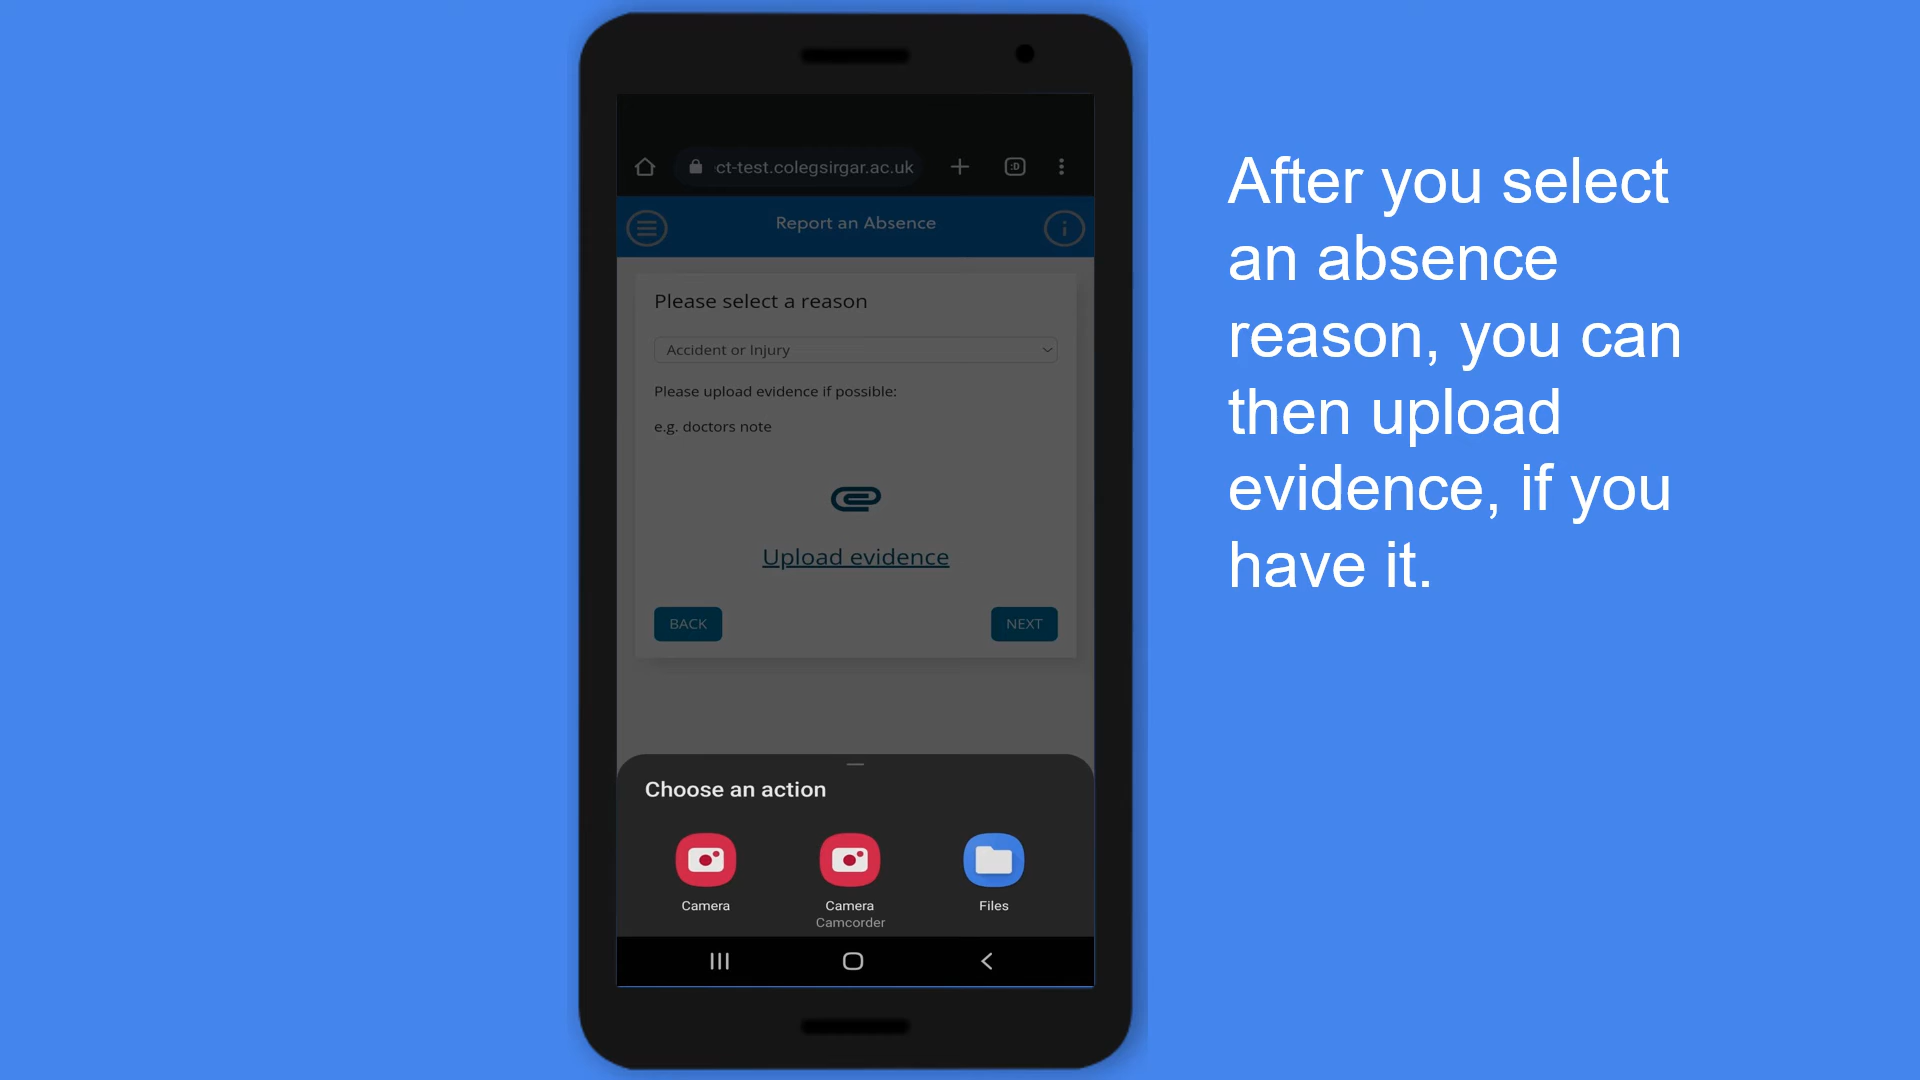 ct-test.colegsirgar.ac.uk
:D
Report an Absence
Please select a reason
Accident or Injury
Please upload evidence if possible:
e.g. doctors note
Upload evidence
BACK
NEXT
Choose an action
Camera
Camera
Camcorder
Files
After you select
an absence
reason, you can
then upload
evidence, if you
have it.